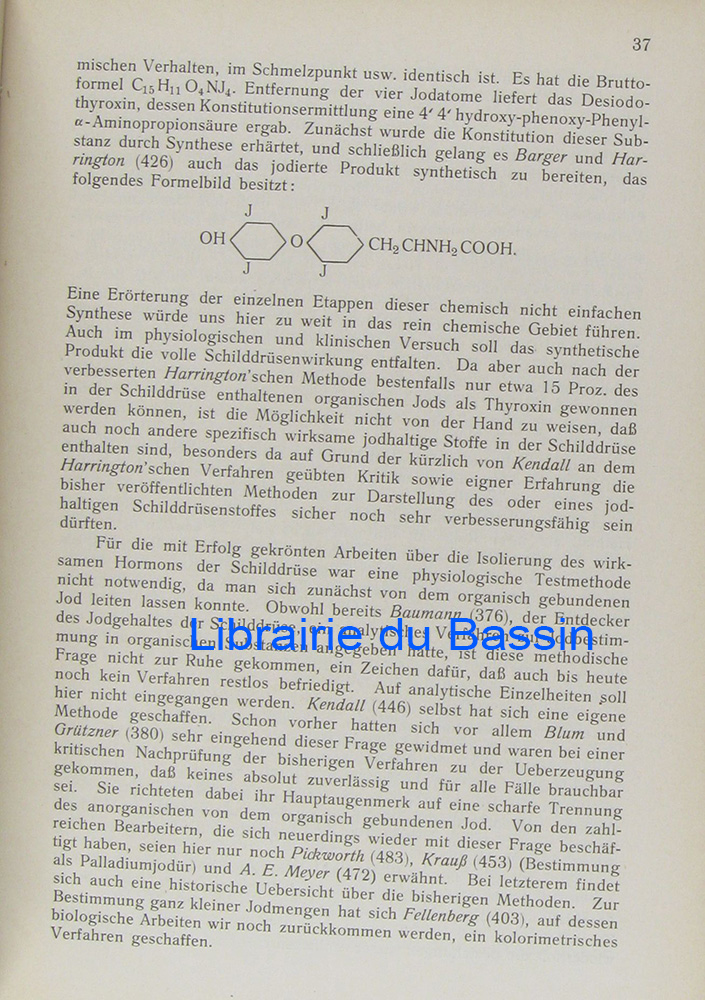 37
mischen Verhalten, im Schmelzpunkt usw. identisch ist. Es hat die Brutto-
formel C₁₅H₁₁O₄NJ₄. Entfernung der vier Jodatome liefert das Desiodo-
thyroxin, dessen Konstitutionsermittlung eine 4′ 4′ hydroxy-phenoxy-Phenyl-
α-Aminopropionsäure ergab. Zunächst wurde die Konstitution dieser Sub-
stanz durch Synthese erhärtet, und schließlich gelang es Barger und Har-
rington (426) auch das jodierte Produkt synthetisch zu bereiten, das
folgendes Formelbild besitzt:
J J
OH O CH₂CHNH₂COOH.
J J
Eine Erörterung der einzelnen Etappen dieser chemisch nicht einfachen
Synthese würde uns hier zu weit in das rein chemische Gebiet führen.
Auch im physiologischen und klinischen Versuch soll das synthetische
Produkt die volle Schilddrüsenwirkung entfalten. Da aber auch nach der
verbesserten Harrington'schen Methode bestenfalls nur etwa 15 Proz. des
in der Schilddrüse enthaltenen organischen Jods als Thyroxin gewonnen
werden können, ist die Möglichkeit nicht von der Hand zu weisen, daß
auch noch andere spezifisch wirksame jodhaltige Stoffe in der Schilddrüse
enthalten sind, besonders da auf Grund der kürzlich von Kendall an dem
Harrington'schen Verfahren geübten Kritik sowie eigner Erfahrung die
bisher veröffentlichten Methoden zur Darstellung des oder eines jod-
haltigen Schilddrüsenstoffes sicher noch sehr verbesserungsfähig sein
dürften.
Für die mit Erfolg gekrönten Arbeiten über die Isolierung des wirk-
samen Hormons der Schilddrüse war eine physiologische Testmethode
nicht notwendig, da man sich zunächst von dem organisch gebundenen
Jod leiten lassen konnte. Obwohl bereits Baumann (376), der Entdecker
des Jodgehaltes der Schilddrüse, ein analytisches Verfahren zur Jodbestim-
Librairie du Bassin
mung in organischen Substanzen angegeben hatte, ist diese methodische
Frage nicht zur Ruhe gekommen, ein Zeichen dafür, daß auch bis heute
noch kein Verfahren restlos befriedigt. Auf analytische Einzelheiten soll
hier nicht eingegangen werden. Kendall (446) selbst hat sich eine eigene
Methode geschaffen. Schon vorher hatten sich vor allem Blum und
Grützner (380) sehr eingehend dieser Frage gewidmet und waren bei einer
kritischen Nachprüfung der bisherigen Verfahren zu der Ueberzeugung
gekommen, daß keines absolut zuverlässig und für alle Fälle brauchbar
sei. Sie richteten dabei ihr Hauptaugenmerk auf eine scharfe Trennung
des anorganischen von dem organisch gebundenen Jod. Von den zahl-
reichen Bearbeitern, die sich neuerdings wieder mit dieser Frage beschäf-
tigt haben, seien hier nur noch Pickworth (483), Krauß (453) (Bestimmung
als Palladiumjodür) und A. E. Meyer (472) erwähnt. Bei letzterem findet
sich auch eine historische Uebersicht über die bisherigen Methoden. Zur
Bestimmung ganz kleiner Jodmengen hat sich Fellenberg (403), auf dessen
biologische Arbeiten wir noch zurückkommen werden, ein kolorimetrisches
Verfahren geschaffen.